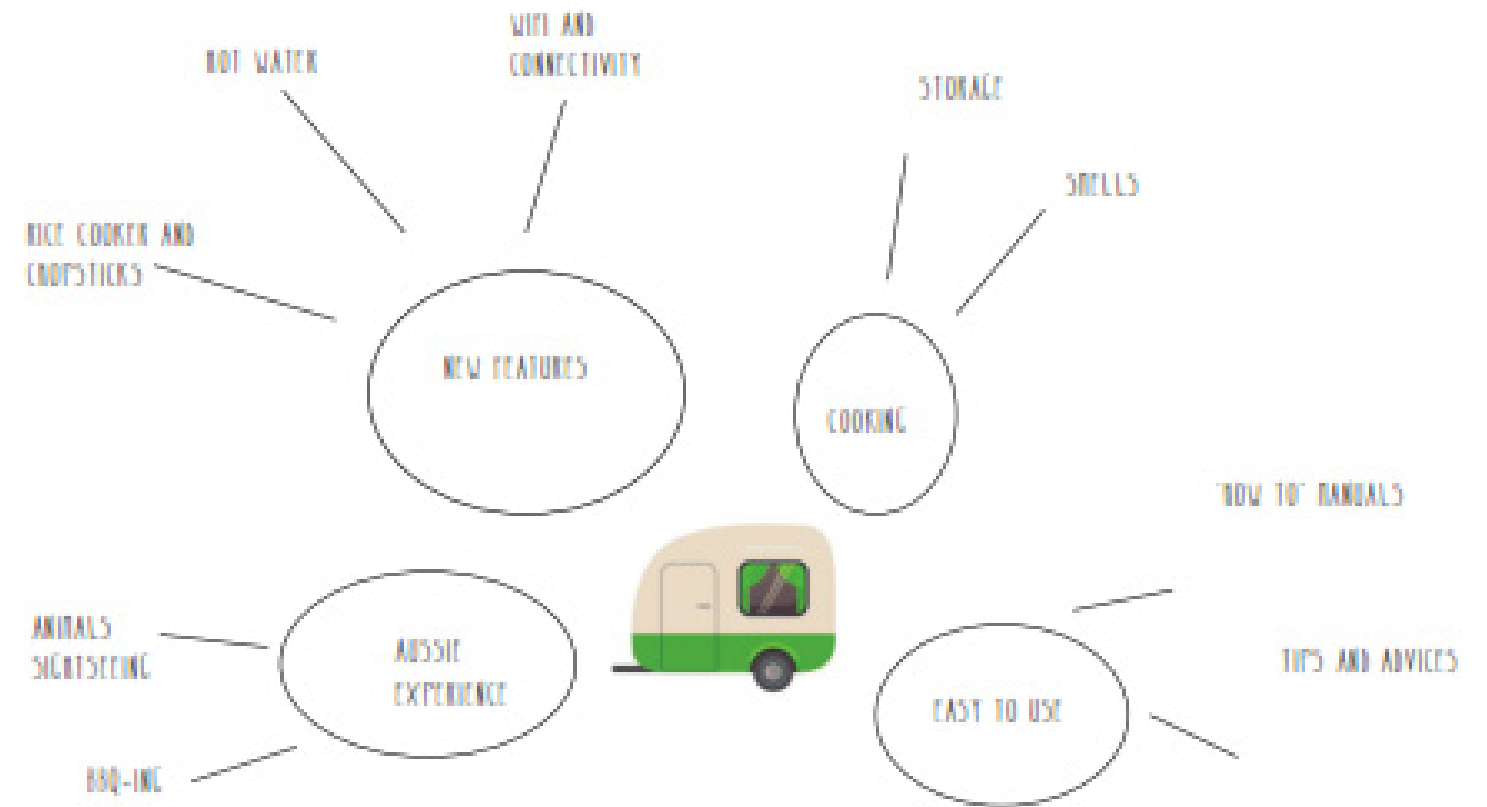 WIFI AND
CONNECTIVITY
HOT WATER
STORAGE
SMELLS
RICE COOKER AND
CHOPSTICKS
NEW FEATURES
COOKING
"HOW TO" MANUALS
ANIMALS
SIGHTSEEING
AUSSIE
EXPERIENCE
TIPS AND ADVICES
EASY TO USE
BBQ-ING